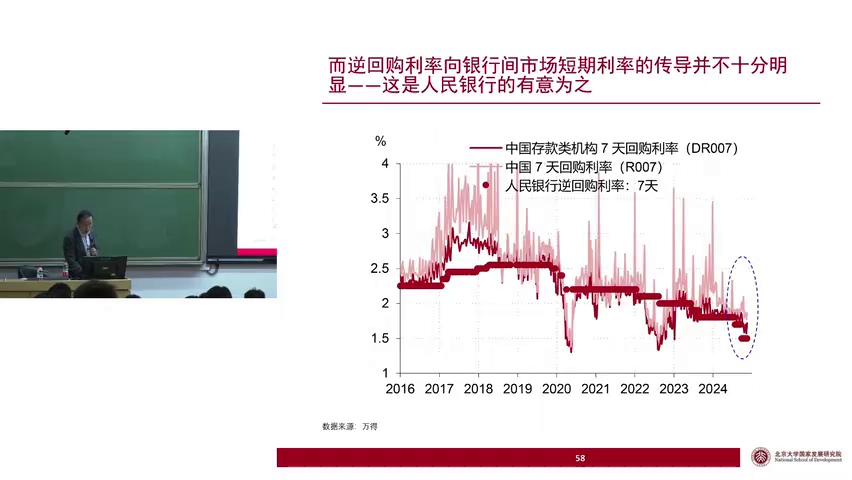 而逆回购利率向银行间市场短期利率的传导并不十分明
显——这是人民银行的有意为之
%
中国存款类机构 7 天回购利率（DR007）
中国 7 天回购利率（R007）
人民银行逆回购利率：7天
4
3.5
3
2.5
2
1.5
1
2016 2017 2018 2019 2020 2021 2022 2023 2024
数据来源：万得
58
北京大学国家发展研究院
National School of Development